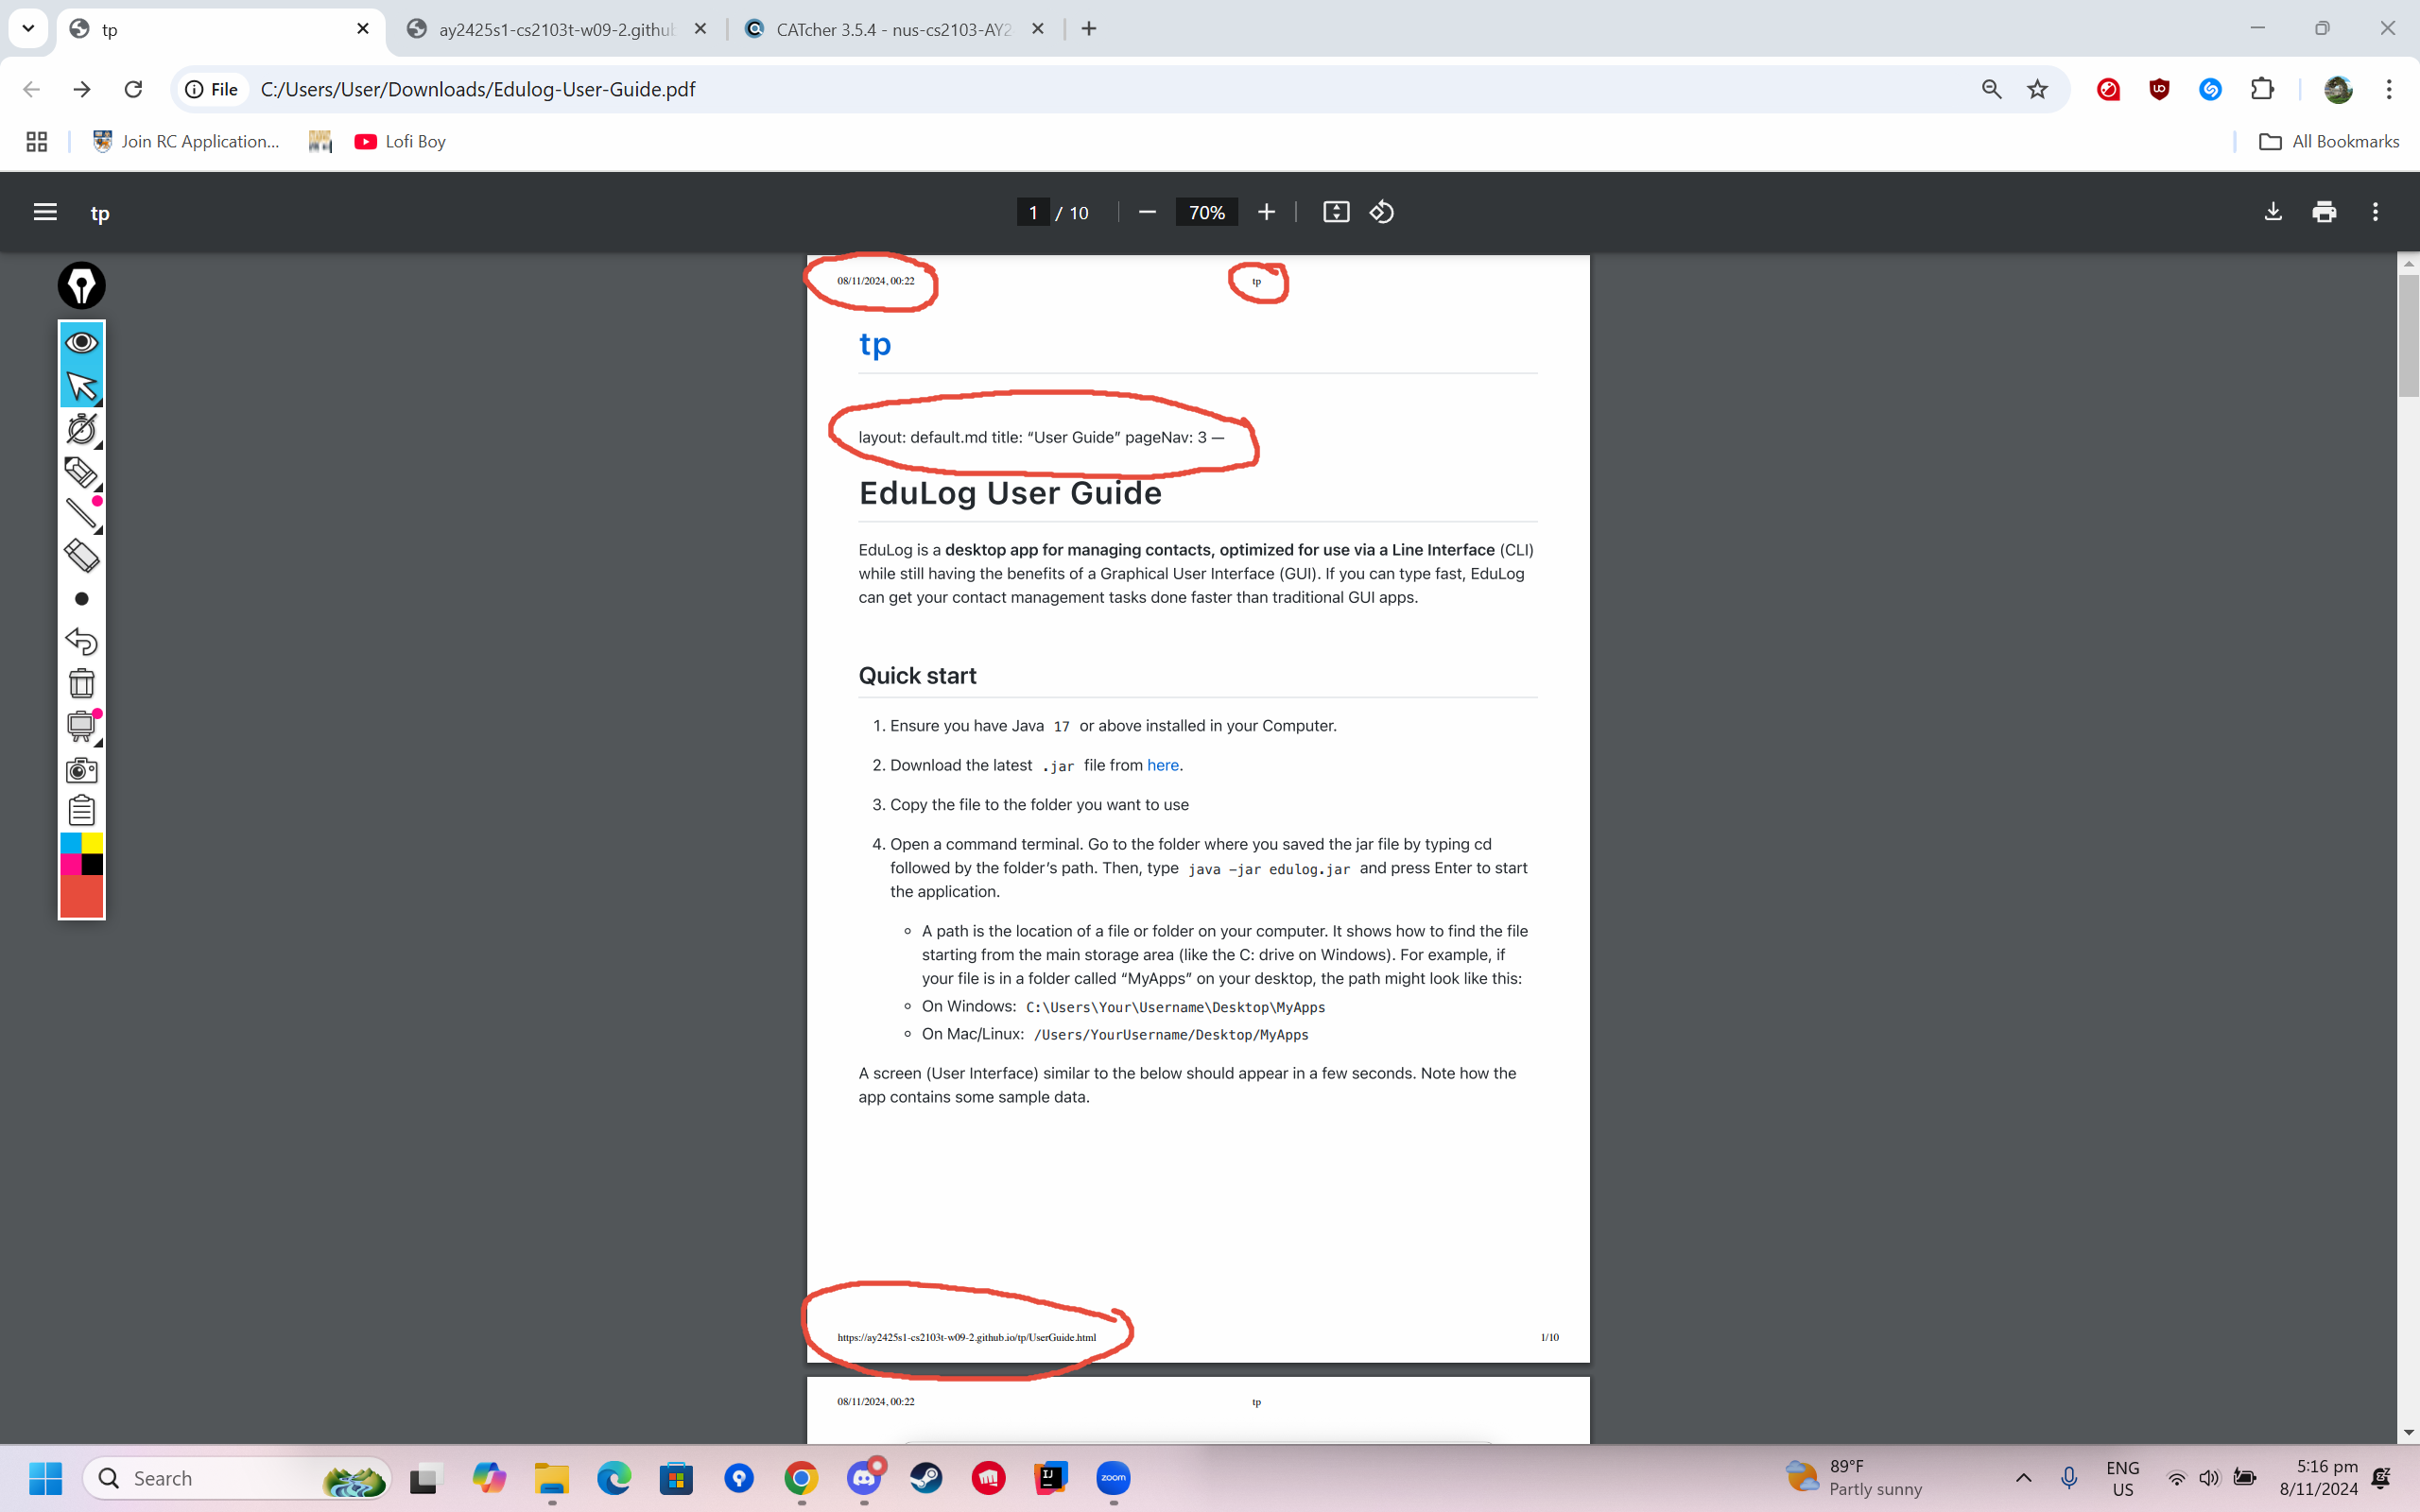 tp
ay2425s1-cs2103t-w09-2.githu
CATcher 3.5.4 - nus-cs2103-AY2
File
C:/Users/User/Downloads/Edulog-User-Guide.pdf
Join RC Application...
Lofi Boy
All Bookmarks
tp
1 / 10
70%
08/11/2024, 00:22
tp
tp
layout: default.md title: “User Guide” pageNav: 3 —
EduLog User Guide
EduLog is a desktop app for managing contacts, optimized for use via a Line Interface (CLI)
while still having the benefits of a Graphical User Interface (GUI). If you can type fast, EduLog
can get your contact management tasks done faster than traditional GUI apps.
Quick start
1. Ensure you have Java 17 or above installed in your Computer.
2. Download the latest .jar file from here.
3. Copy the file to the folder you want to use
4. Open a command terminal. Go to the folder where you saved the jar file by typing cd
followed by the folder’s path. Then, type java -jar edulog.jar and press Enter to start
the application.
A path is the location of a file or folder on your computer. It shows how to find the file
starting from the main storage area (like the C: drive on Windows). For example, if
your file is in a folder called “MyApps” on your desktop, the path might look like this:
On Windows: C:\Users\Your\Username\Desktop\MyApps
On Mac/Linux: /Users/YourUsername/Desktop/MyApps
A screen (User Interface) similar to the below should appear in a few seconds. Note how the
app contains some sample data.
https://ay2425s1-cs2103t-w09-2.github.io/tp/UserGuide.html
1/10
08/11/2024, 00:22
tp
Search
zoom
89°F
Partly sunny
ENG
US
5:16 pm
8/11/2024